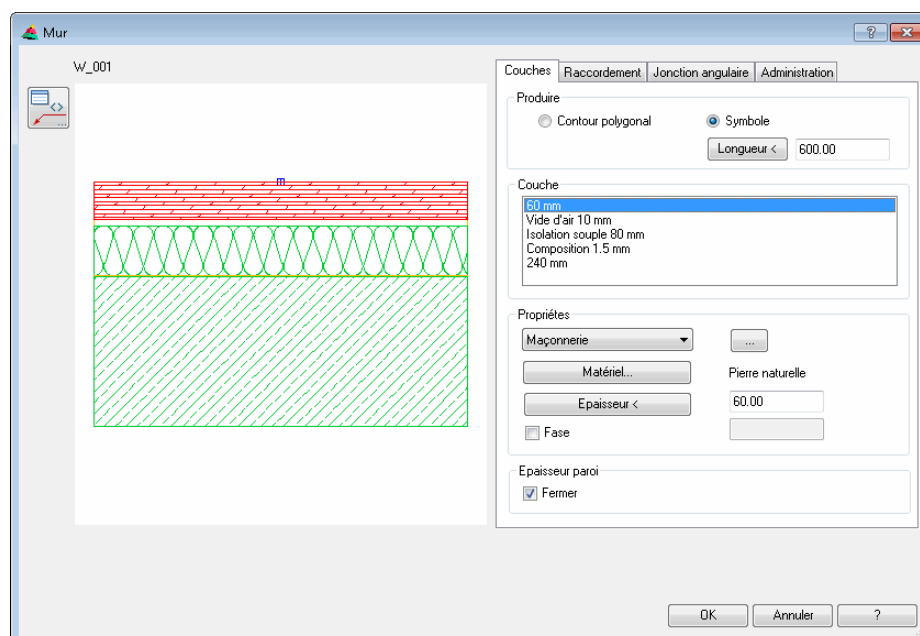 Mur
?
W_001
<>
...
Couches
Raccordement
Jonction angulaire
Administration
Produire
Contour polygonal
Symbole
Longueur <
600.00
Couche
60 mm
Vide d'air 10 mm
Isolation souple 80 mm
Composition 1.5 mm
240 mm
Propriétes
Maçonnerie
...
Matériel...
Pierre naturelle
Epaisseur <
60.00
Fase
Epaisseur paroi
Fermer
OK
Annuler
?